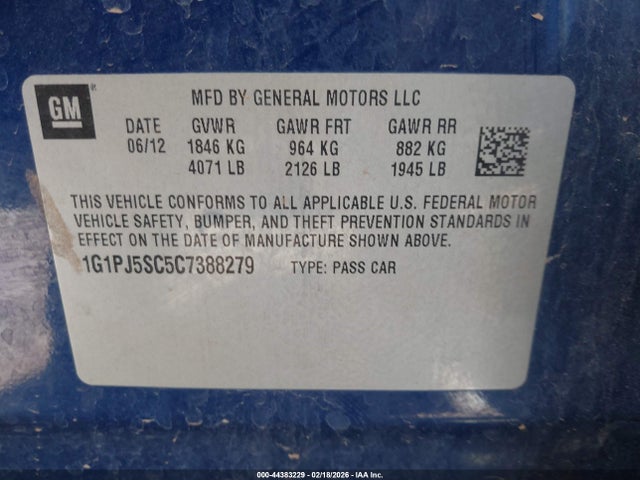 GM
MFD BY GENERAL MOTORS LLC
DATE GVWR GAWR FRT GAWR RR
06/12 1846 KG 964 KG 882 KG
4071 LB 2126 LB 1945 LB
THIS VEHICLE CONFORMS TO ALL APPLICABLE U.S. FEDERAL MOTOR
VEHICLE SAFETY, BUMPER, AND THEFT PREVENTION STANDARDS IN
EFFECT ON THE DATE OF MANUFACTURE SHOWN ABOVE.
1G1PJ5SC5C7388279 TYPE: PASS CAR
000-44383229 - 02/18/2026 - IAA Inc.